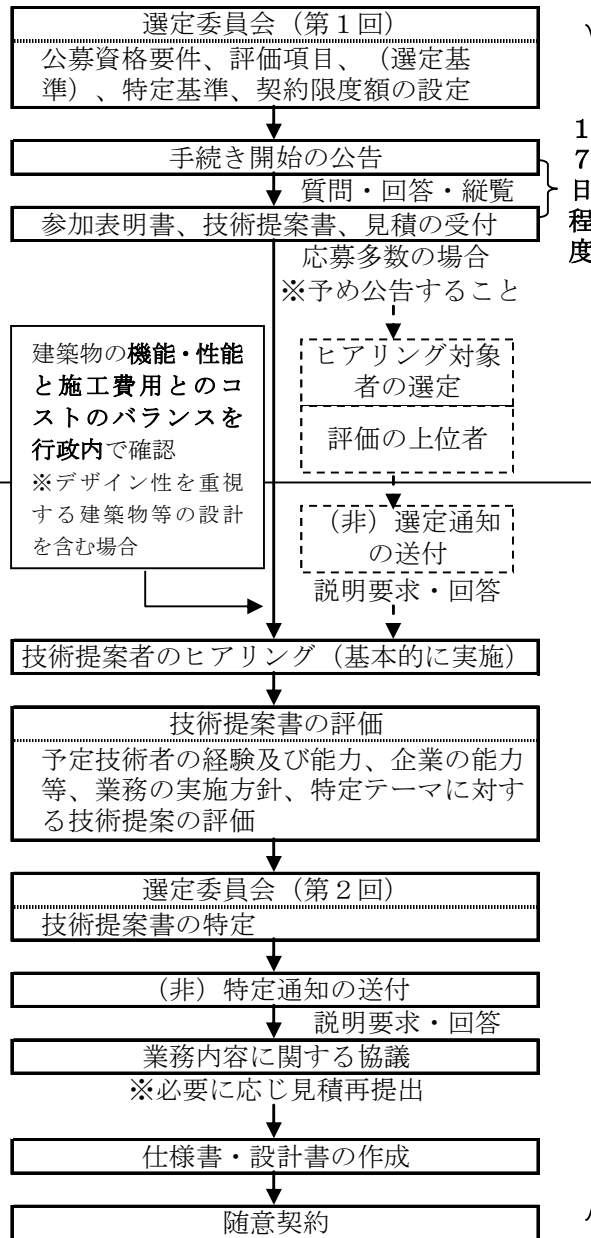 選定委員会（第１回）
公募資格要件、評価項目、（選定基
準）、特定基準、契約限度額の設定
手続き開始の公告
質問・回答・縦覧
１７日程度
参加表明書、技術提案書、見積の受付
応募多数の場合
※予め公告すること
ヒアリング対象
者の選定
評価の上位者
建築物の機能・性能
と施工費用とのコ
ストのバランスを
行政内で確認
※デザイン性を重視
する建築物等の設計
を含む場合
（非）選定通知
の送付
説明要求・回答
技術提案者のヒアリング（基本的に実施）
技術提案書の評価
予定技術者の経験及び能力、企業の能力
等、業務の実施方針、特定テーマに対す
る技術提案の評価
選定委員会（第２回）
技術提案書の特定
（非）特定通知の送付
説明要求・回答
業務内容に関する協議
※必要に応じ見積再提出
仕様書・設計書の作成
随意契約